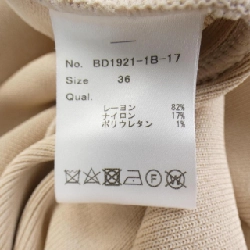 No. BD1921-1B-17
Size 36
Qual.
レーヨン 82%
ナイロン 17%
ポリウレタン 1%